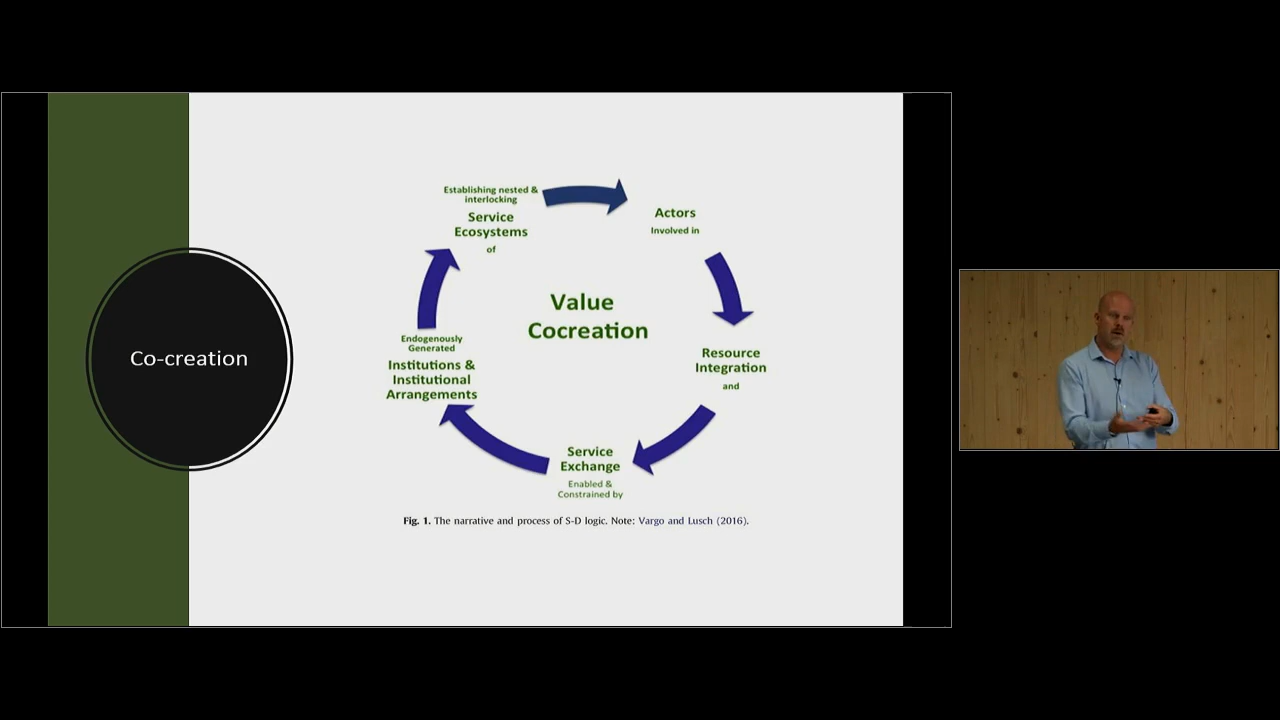 Co-creation
Establishing nested &
interlocking
Service
Ecosystems
of
Actors
Involved in
Value
Cocreation
Resource
Integration
and
Service
Exchange
Enabled &
Constrained by
Endogenously
Generated
Institutions &
Institutional
Arrangements
Fig. 1. The narrative and process of S-D logic. Note: Vargo and Lusch (2016).